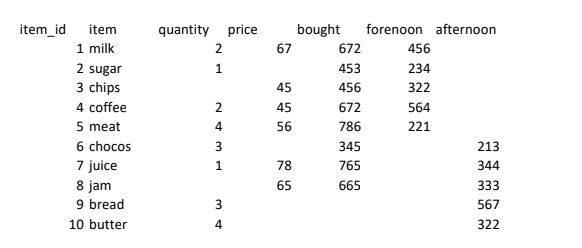 item_id item quantity price bought forenoon afternoon
1 milk 2 67 672 456
2 sugar 1 453 234
3 chips 45 456 322
4 coffee 2 45 672 564
5 meat 4 56 786 221
6 chocos 3 345 213
7 juice 1 78 765 344
8 jam 65 665 333
9 bread 3 567
10 butter 4 322